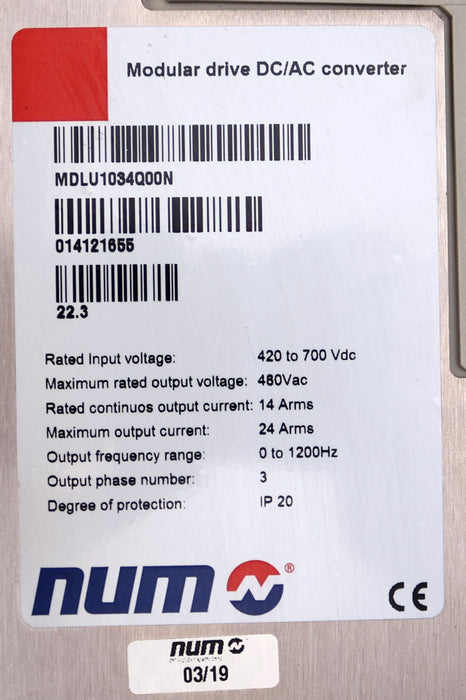 Modular drive DC/AC converter
MDLU1034Q00N
014121655
22.3
Rated Input voltage: 420 to 700 Vdc
Maximum rated output voltage: 480Vac
Rated continuos output current: 14 Arms
Maximum output current: 24 Arms
Output frequency range: 0 to 1200Hz
Output phase number: 3
Degree of protection: IP 20
num ® CE
num
03/19